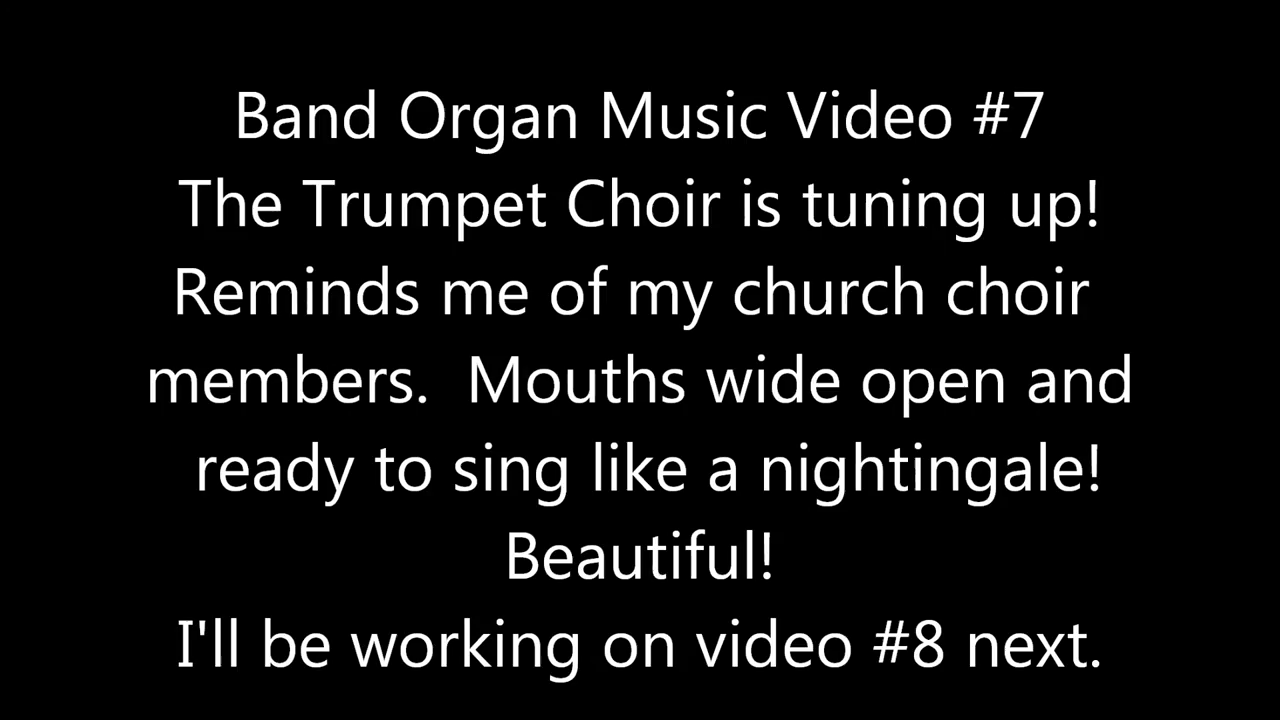 Band Organ Music Video #7
The Trumpet Choir is tuning up!
Reminds me of my church choir
members.  Mouths wide open and
ready to sing like a nightingale!
Beautiful!
I'll be working on video #8 next.